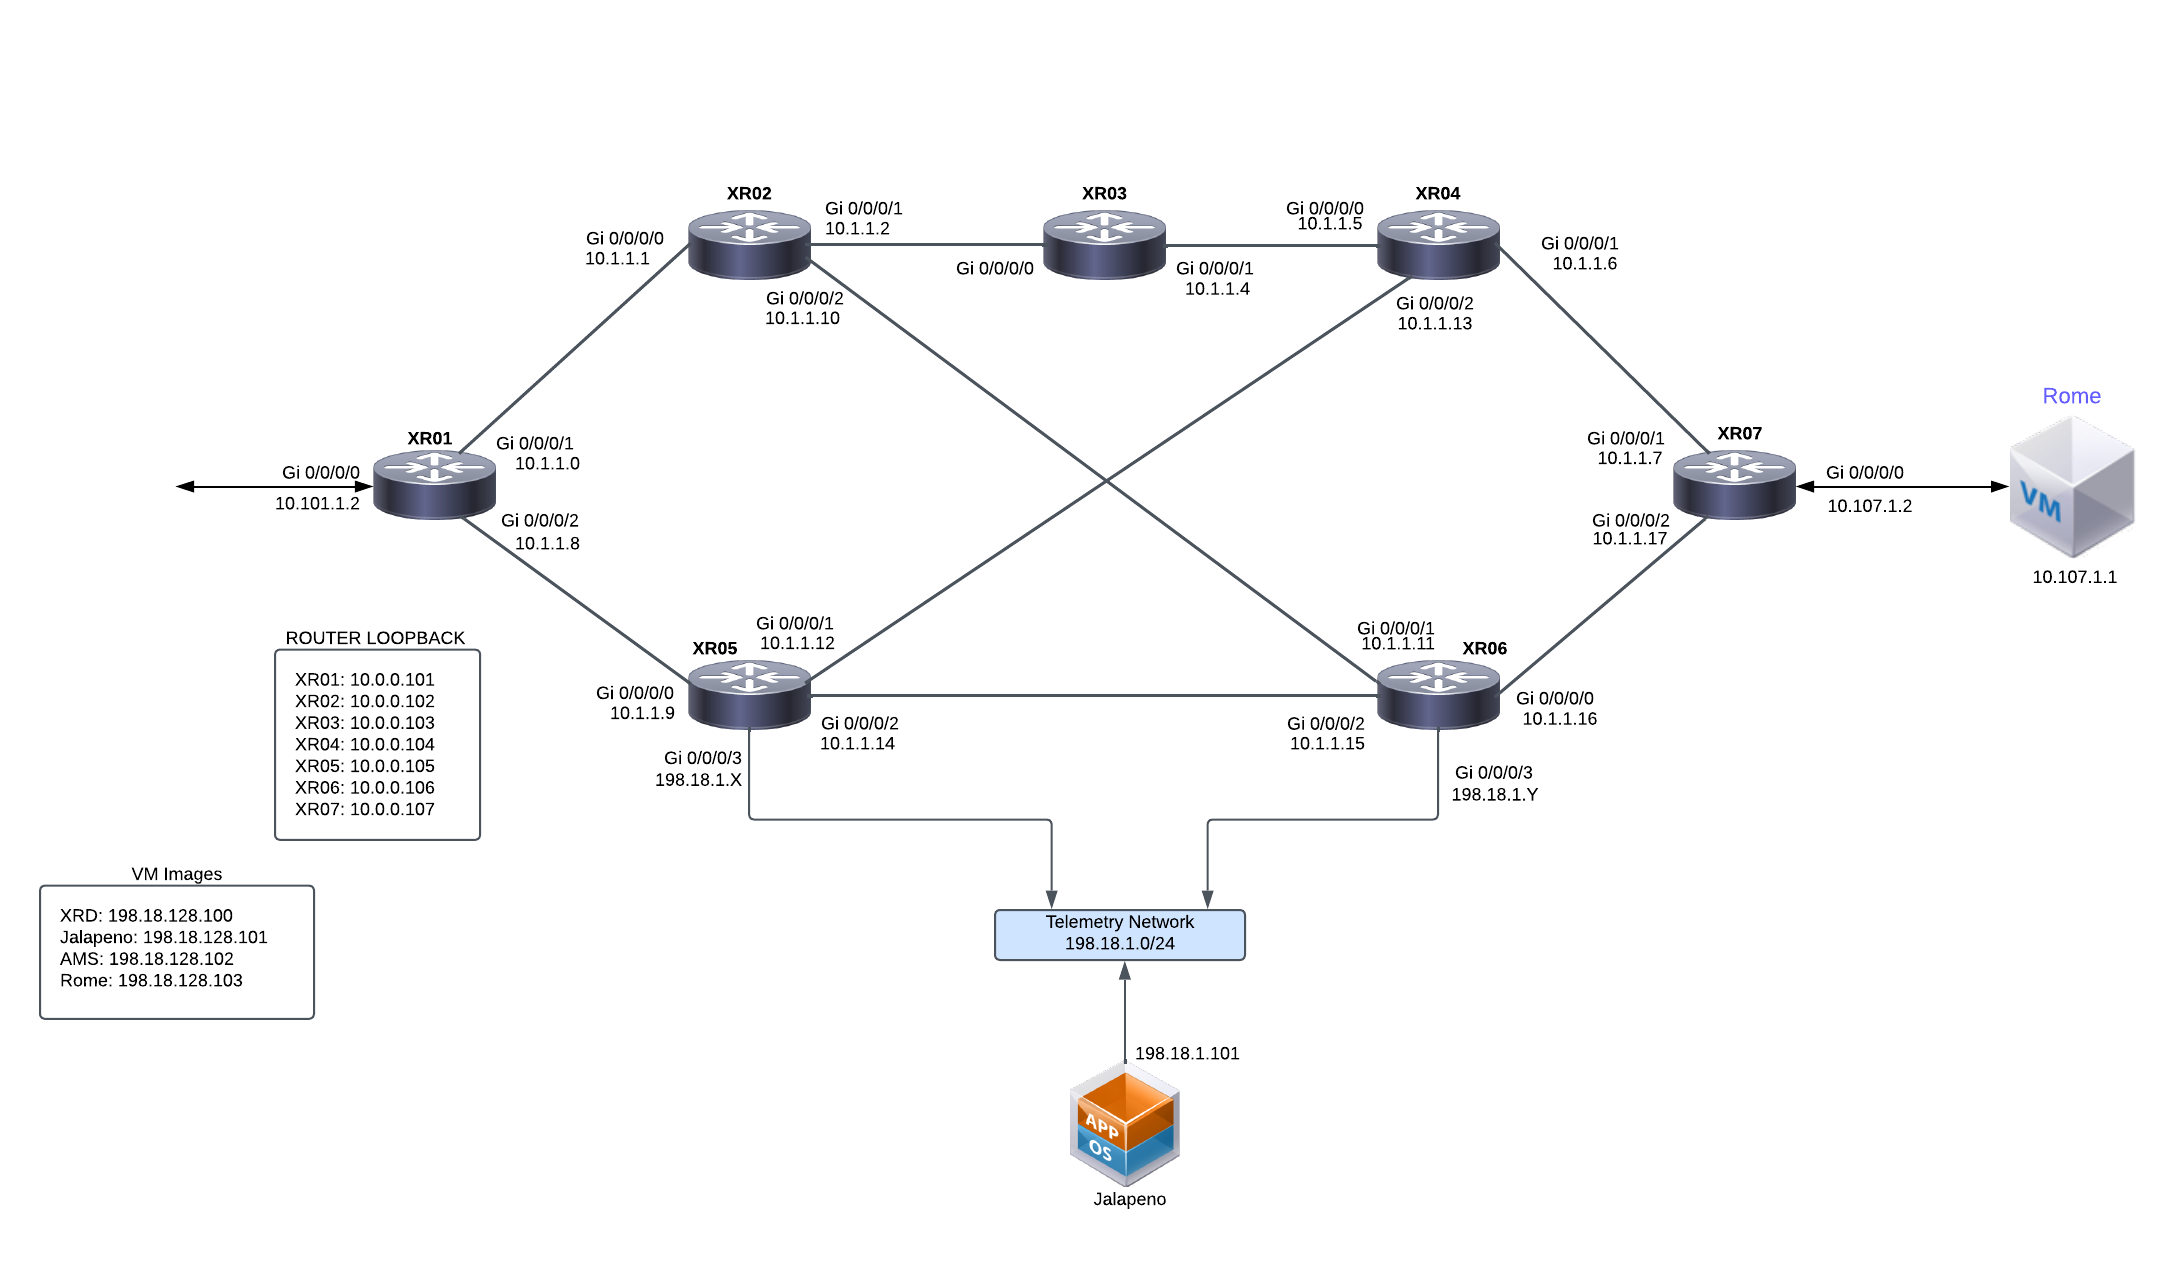 XR02
XR03
XR04
Gi 0/0/0/1
10.1.1.2
Gi 0/0/0/0
10.1.1.5
Gi 0/0/0/0
10.1.1.1
Gi 0/0/0/1
10.1.1.6
Gi 0/0/0/0
Gi 0/0/0/1
10.1.1.4
Gi 0/0/0/2
10.1.1.10
Gi 0/0/0/2
10.1.1.13
Rome
XR01
XR07
Gi 0/0/0/1
10.1.1.0
Gi 0/0/0/1
10.1.1.7
Gi 0/0/0/0
10.101.1.2
Gi 0/0/0/0
10.107.1.2
VM
Gi 0/0/0/2
10.1.1.8
Gi 0/0/0/2
10.1.1.17
10.107.1.1
ROUTER LOOPBACK
XR01: 10.0.0.101
XR02: 10.0.0.102
XR03: 10.0.0.103
XR04: 10.0.0.104
XR05: 10.0.0.105
XR06: 10.0.0.106
XR07: 10.0.0.107
Gi 0/0/0/1
10.1.1.12
Gi 0/0/0/1
10.1.1.11
XR05
XR06
Gi 0/0/0/0
10.1.1.9
Gi 0/0/0/0
10.1.1.16
Gi 0/0/0/2
10.1.1.14
Gi 0/0/0/2
10.1.1.15
Gi 0/0/0/3
198.18.1.X
Gi 0/0/0/3
198.18.1.Y
VM Images
XRD: 198.18.128.100
Jalapeno: 198.18.128.101
AMS: 198.18.128.102
Rome: 198.18.128.103
Telemetry Network
198.18.1.0/24
198.18.1.101
APP
OS
Jalapeno